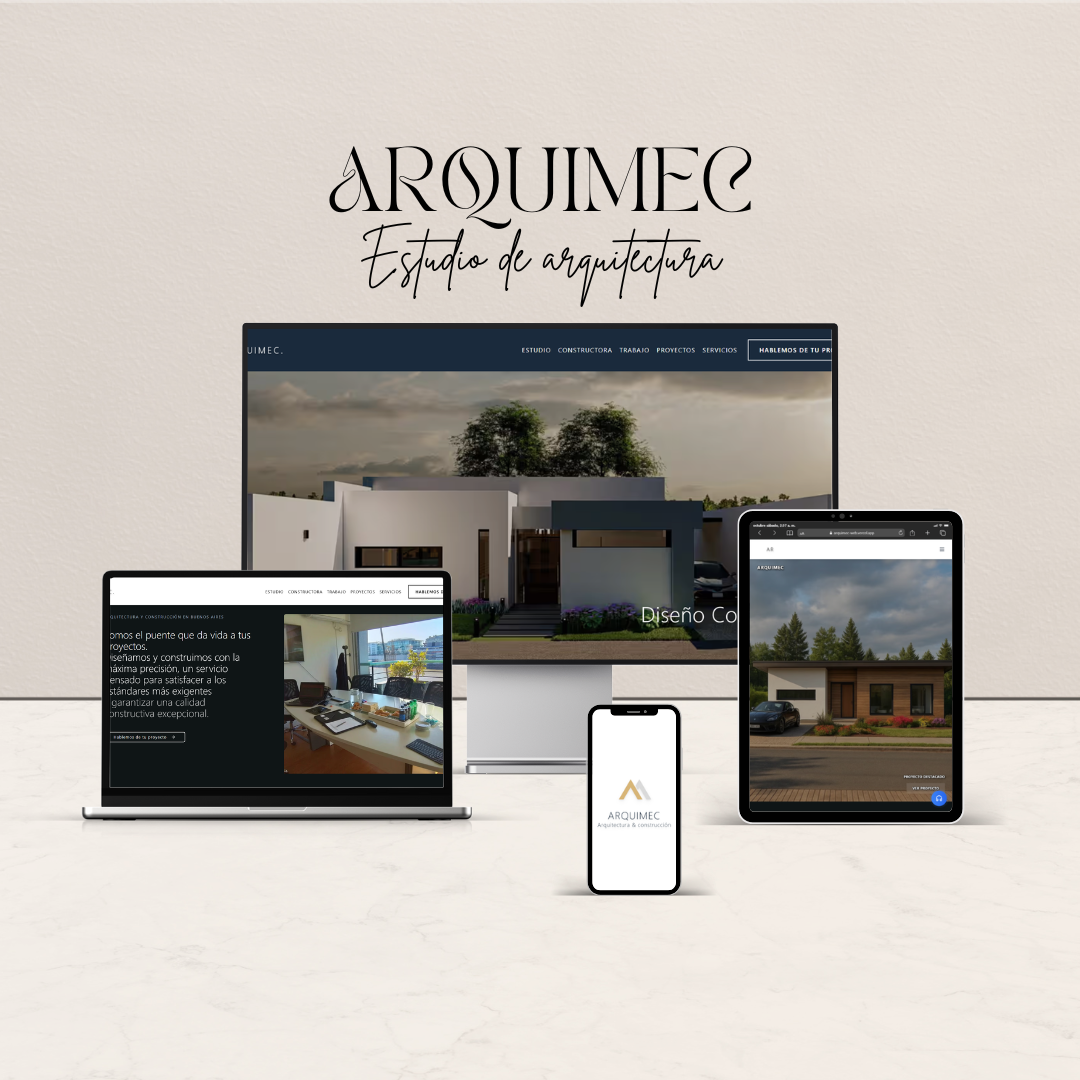 ARQUIMEC
Estudio de arquitectura
UIMEC.
ESTUDIO CONSTRUCTORA TRABAJO PROYECTOS SERVICIOS
HABLEMOS DE TU PR
Diseño Co
ESTUDIO CONSTRUCTORA TRABAJO PROYECTOS SERVICIOS
HABLEMOS D
QUITECTURA Y CONSTRUCCIÓN EN BUENOS AIRES
omos el puente que da vida a tus
royectos.
iseñamos y construimos con la
áxima precisión, un servicio
ensado para satisfacer a los
stándares más exigentes
garantizar una calidad
onstructiva excepcional.
Hablemos de tu proyecto
ARQUIMEC
Arquitectura & construcción
AR
ARQUIMEC
PROYECTO DESTACADO
VER PROYECTO